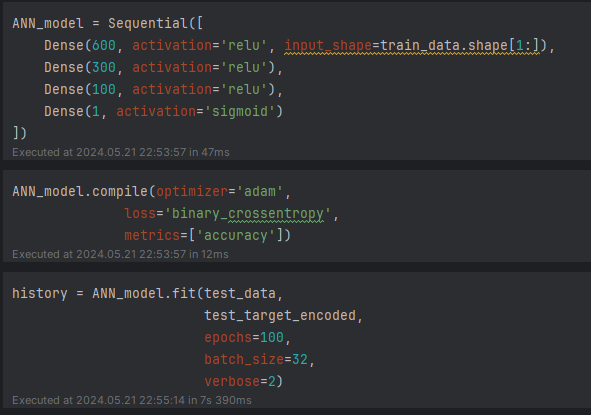 ANN_model = Sequential([
    Dense(600, activation='relu', input_shape=train_data.shape[1:]),
    Dense(300, activation='relu'),
    Dense(100, activation='relu'),
    Dense(1, activation='sigmoid')
])
Executed at 2024.05.21 22:53:57 in 47ms
ANN_model.compile(optimizer='adam',
              loss='binary_crossentropy',
              metrics=['accuracy'])
Executed at 2024.05.21 22:53:57 in 12ms
history = ANN_model.fit(test_data,
                        test_target_encoded,
                        epochs=100,
                        batch_size=32,
                        verbose=2)
Executed at 2024.05.21 22:55:14 in 7s 390ms